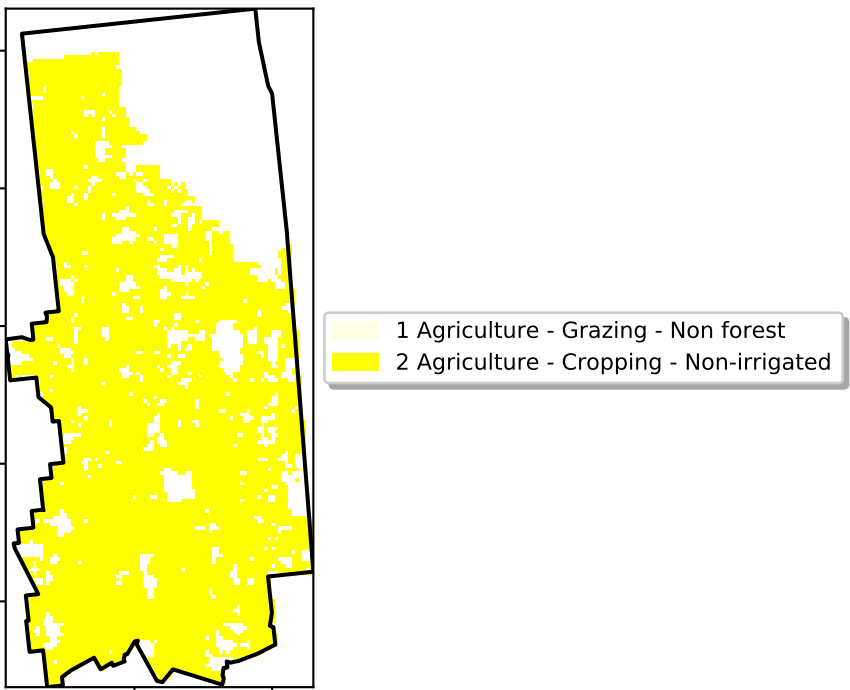 1 Agriculture - Grazing - Non forest
2 Agriculture - Cropping - Non-irrigated